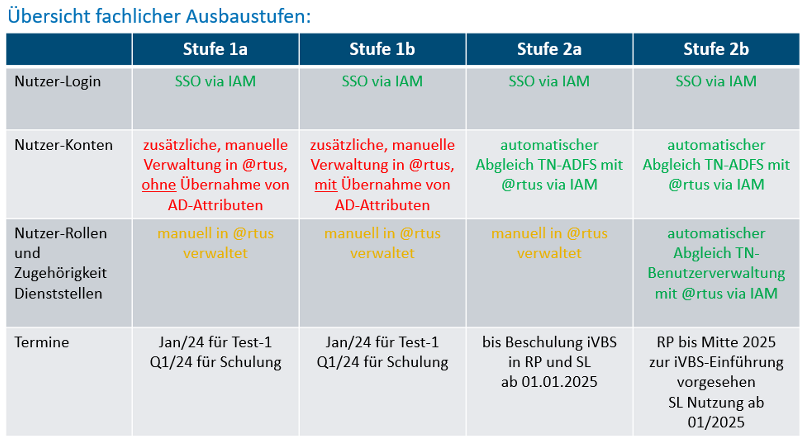 Übersicht fachlicher Ausbaustufen:
Stufe 1a
Stufe 1b
Stufe 2a
Stufe 2b
Nutzer-Login
SSO via IAM
SSO via IAM
SSO via IAM
SSO via IAM
Nutzer-Konten
zusätzliche, manuelle
Verwaltung in @rtus,
ohne Übernahme von
AD-Attributen
zusätzliche, manuelle
Verwaltung in @rtus,
mit Übernahme von
AD-Attributen
automatischer
Abgleich TN-ADFS mit
@rtus via IAM
automatischer
Abgleich TN-ADFS mit
@rtus via IAM
Nutzer-Rollen
und
Zugehörigkeit
Dienststellen
manuell in @rtus
verwaltet
manuell in @rtus
verwaltet
manuell in @rtus
verwaltet
automatischer
Abgleich TN-
Benutzerverwaltung
mit @rtus via IAM
Termine
Jan/24 für Test-1
Q1/24 für Schulung
Jan/24 für Test-1
Q1/24 für Schulung
bis Beschulung iVBS
in RP und SL
ab 01.01.2025
RP bis Mitte 2025
zur iVBS-Einführung
vorgesehen
SL Nutzung ab
01/2025